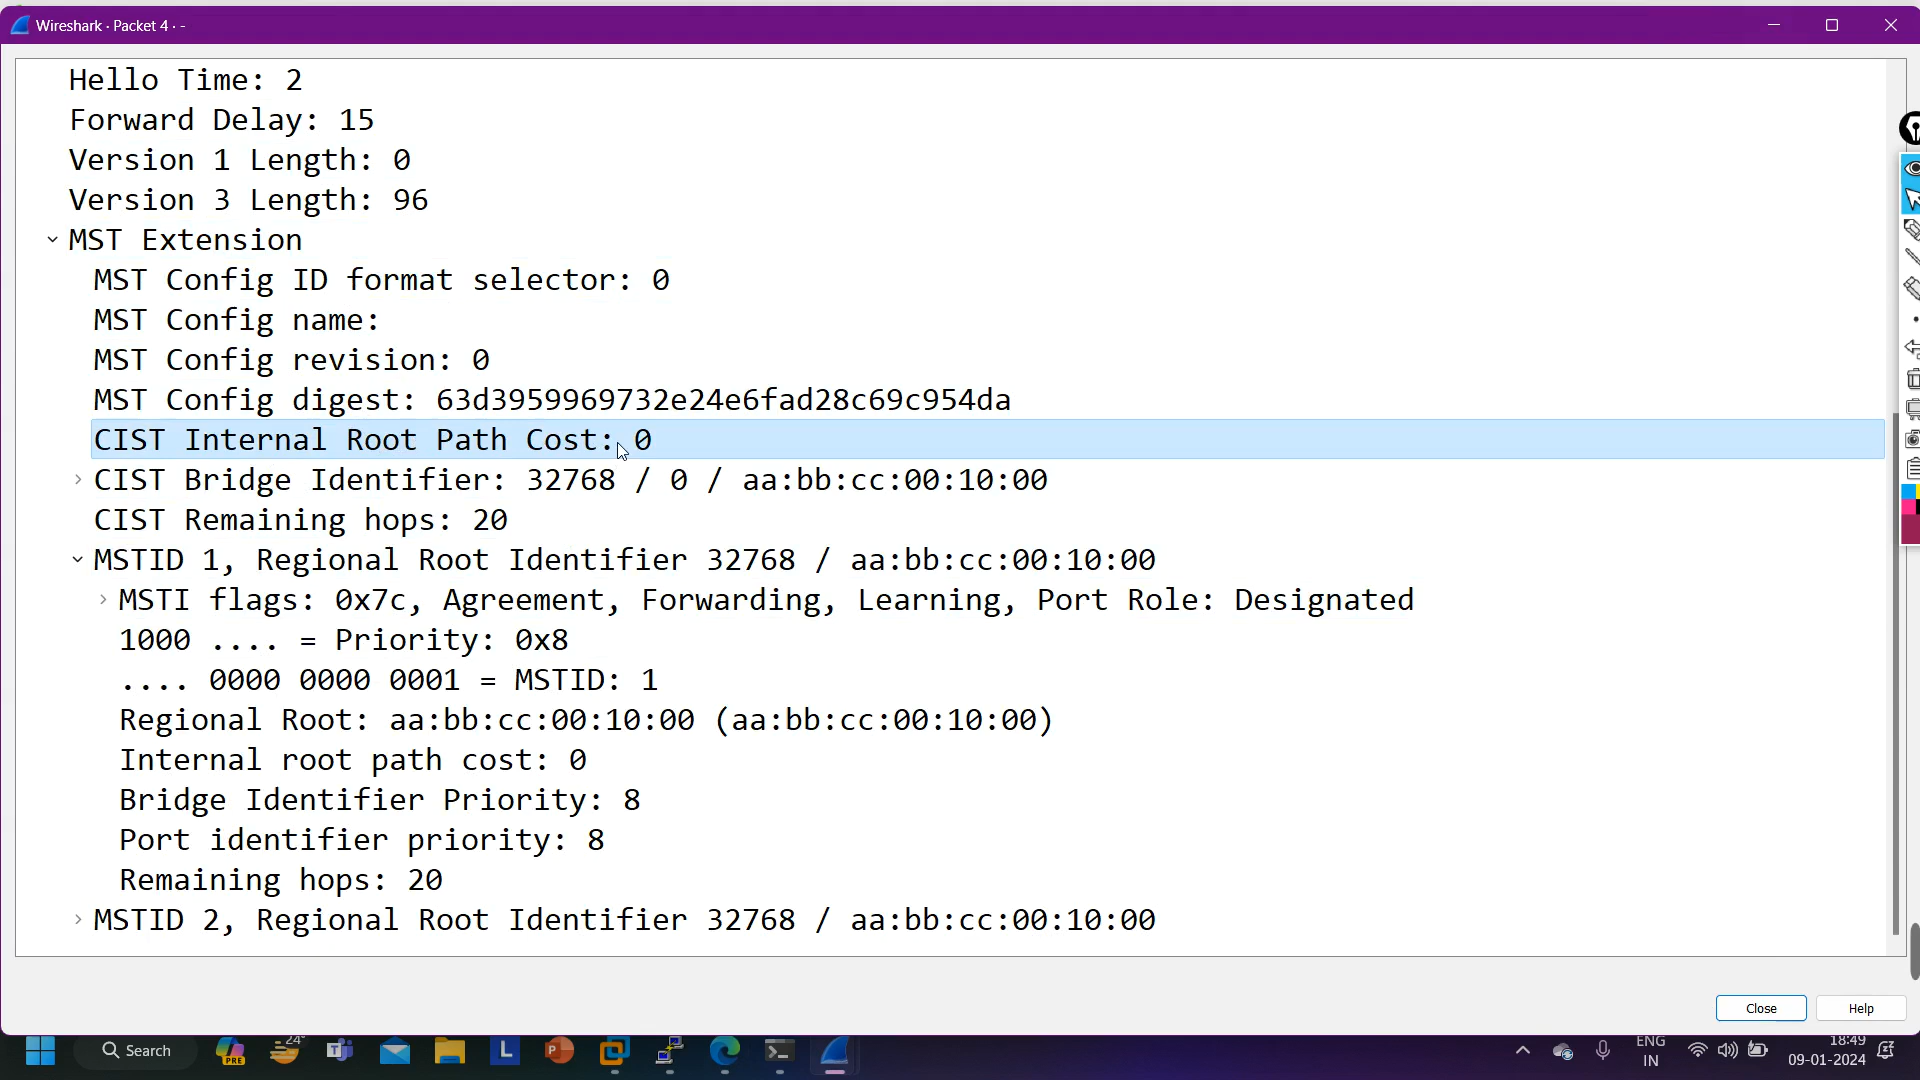 Wireshark · Packet 4 · -
Hello Time: 2
Forward Delay: 15
Version 1 Length: 0
Version 3 Length: 96
MST Extension
MST Config ID format selector: 0
MST Config name:
MST Config revision: 0
MST Config digest: 63d3959969732e24e6fad28c69c954da
CIST Internal Root Path Cost: 0
CIST Bridge Identifier: 32768 / 0 / aa:bb:cc:00:10:00
CIST Remaining hops: 20
MSTID 1, Regional Root Identifier 32768 / aa:bb:cc:00:10:00
MSTI flags: 0x7c, Agreement, Forwarding, Learning, Port Role: Designated
1000 .... = Priority: 0x8
.... 0000 0000 0001 = MSTID: 1
Regional Root: aa:bb:cc:00:10:00 (aa:bb:cc:00:10:00)
Internal root path cost: 0
Bridge Identifier Priority: 8
Port identifier priority: 8
Remaining hops: 20
MSTID 2, Regional Root Identifier 32768 / aa:bb:cc:00:10:00
Close Help
Search PRE 24° L P ENG 18:49
IN 09-01-2024